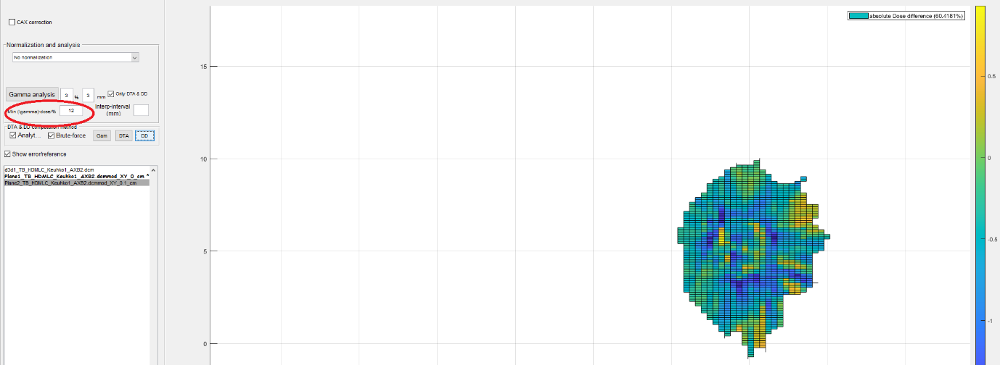 CAX correction
absolute Dose difference (60.4181%)
Normalization and analysis
No normalization
15
0.5
Gamma analysis 3 % 3 mm Only DTA & DD
Min (\gamma)-dose/% 12 Interp-interval (mm)
DTA & DD computation method
Analyt... Brute-force Gam DTA DD
Show error/reference
10
0
d3d1_TB_HDMLC_Keuhko1_AXB2.dcm
Plane1_TB_HDMLC_Keuhko1_AXB2.dcmmod_XY_0_cm *
Plane2_TB_HDMLC_Keuhko1_AXB2.dcmmod_XY_0.1_cm
-0.5
5
-1
0